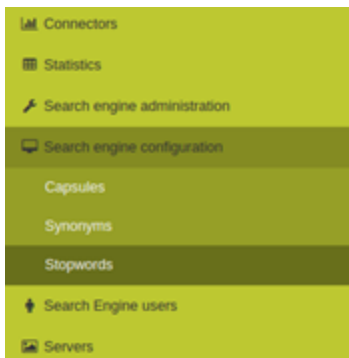 Connectors
Statistics
Search engine administration
Search engine configuration
Capsules
Synonyms
Stopwords
Search Engine users
Servers